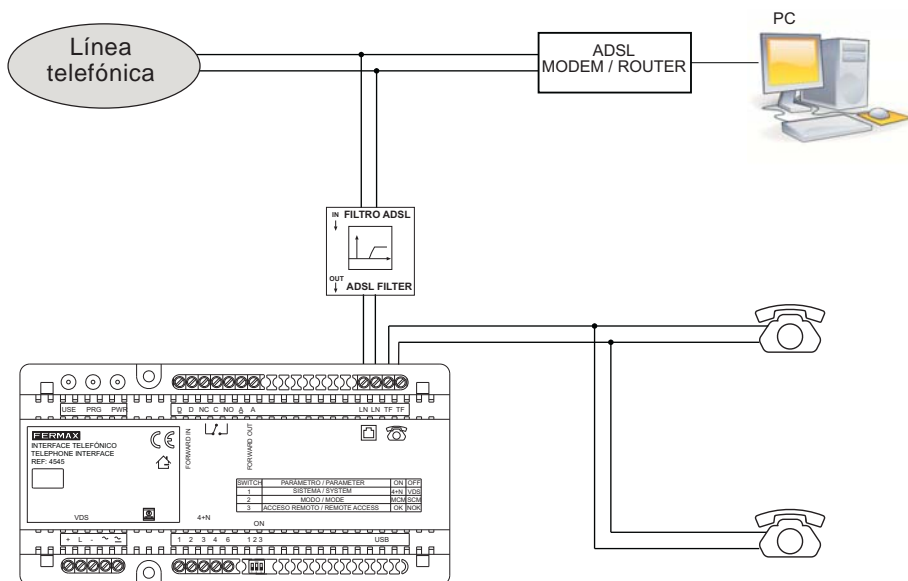 PC
Línea
telefónica
ADSL
MODEM / ROUTER
IN FILTRO ADSL
OUT
ADSL FILTER
USE PRG PWR
D D NC C NO A A
LN LN TF TF
FERMAX
INTERFACE TELEFÓNICO
TELEPHONE INTERFACE
REF: 4545
CE
FORWARD IN
FORWARD OUT
SWITCH PARÁMETRO / PARAMETER ON OFF
1 SISTEMA / SYSTEM 4+N VDS
2 MODO / MODE MCM SCM
3 ACCESO REMOTO / REMOTE ACCESS OK NOK
VDS
4+N
ON
+ L - ~ ~
1 2 3 4 6
1 2 3
USB